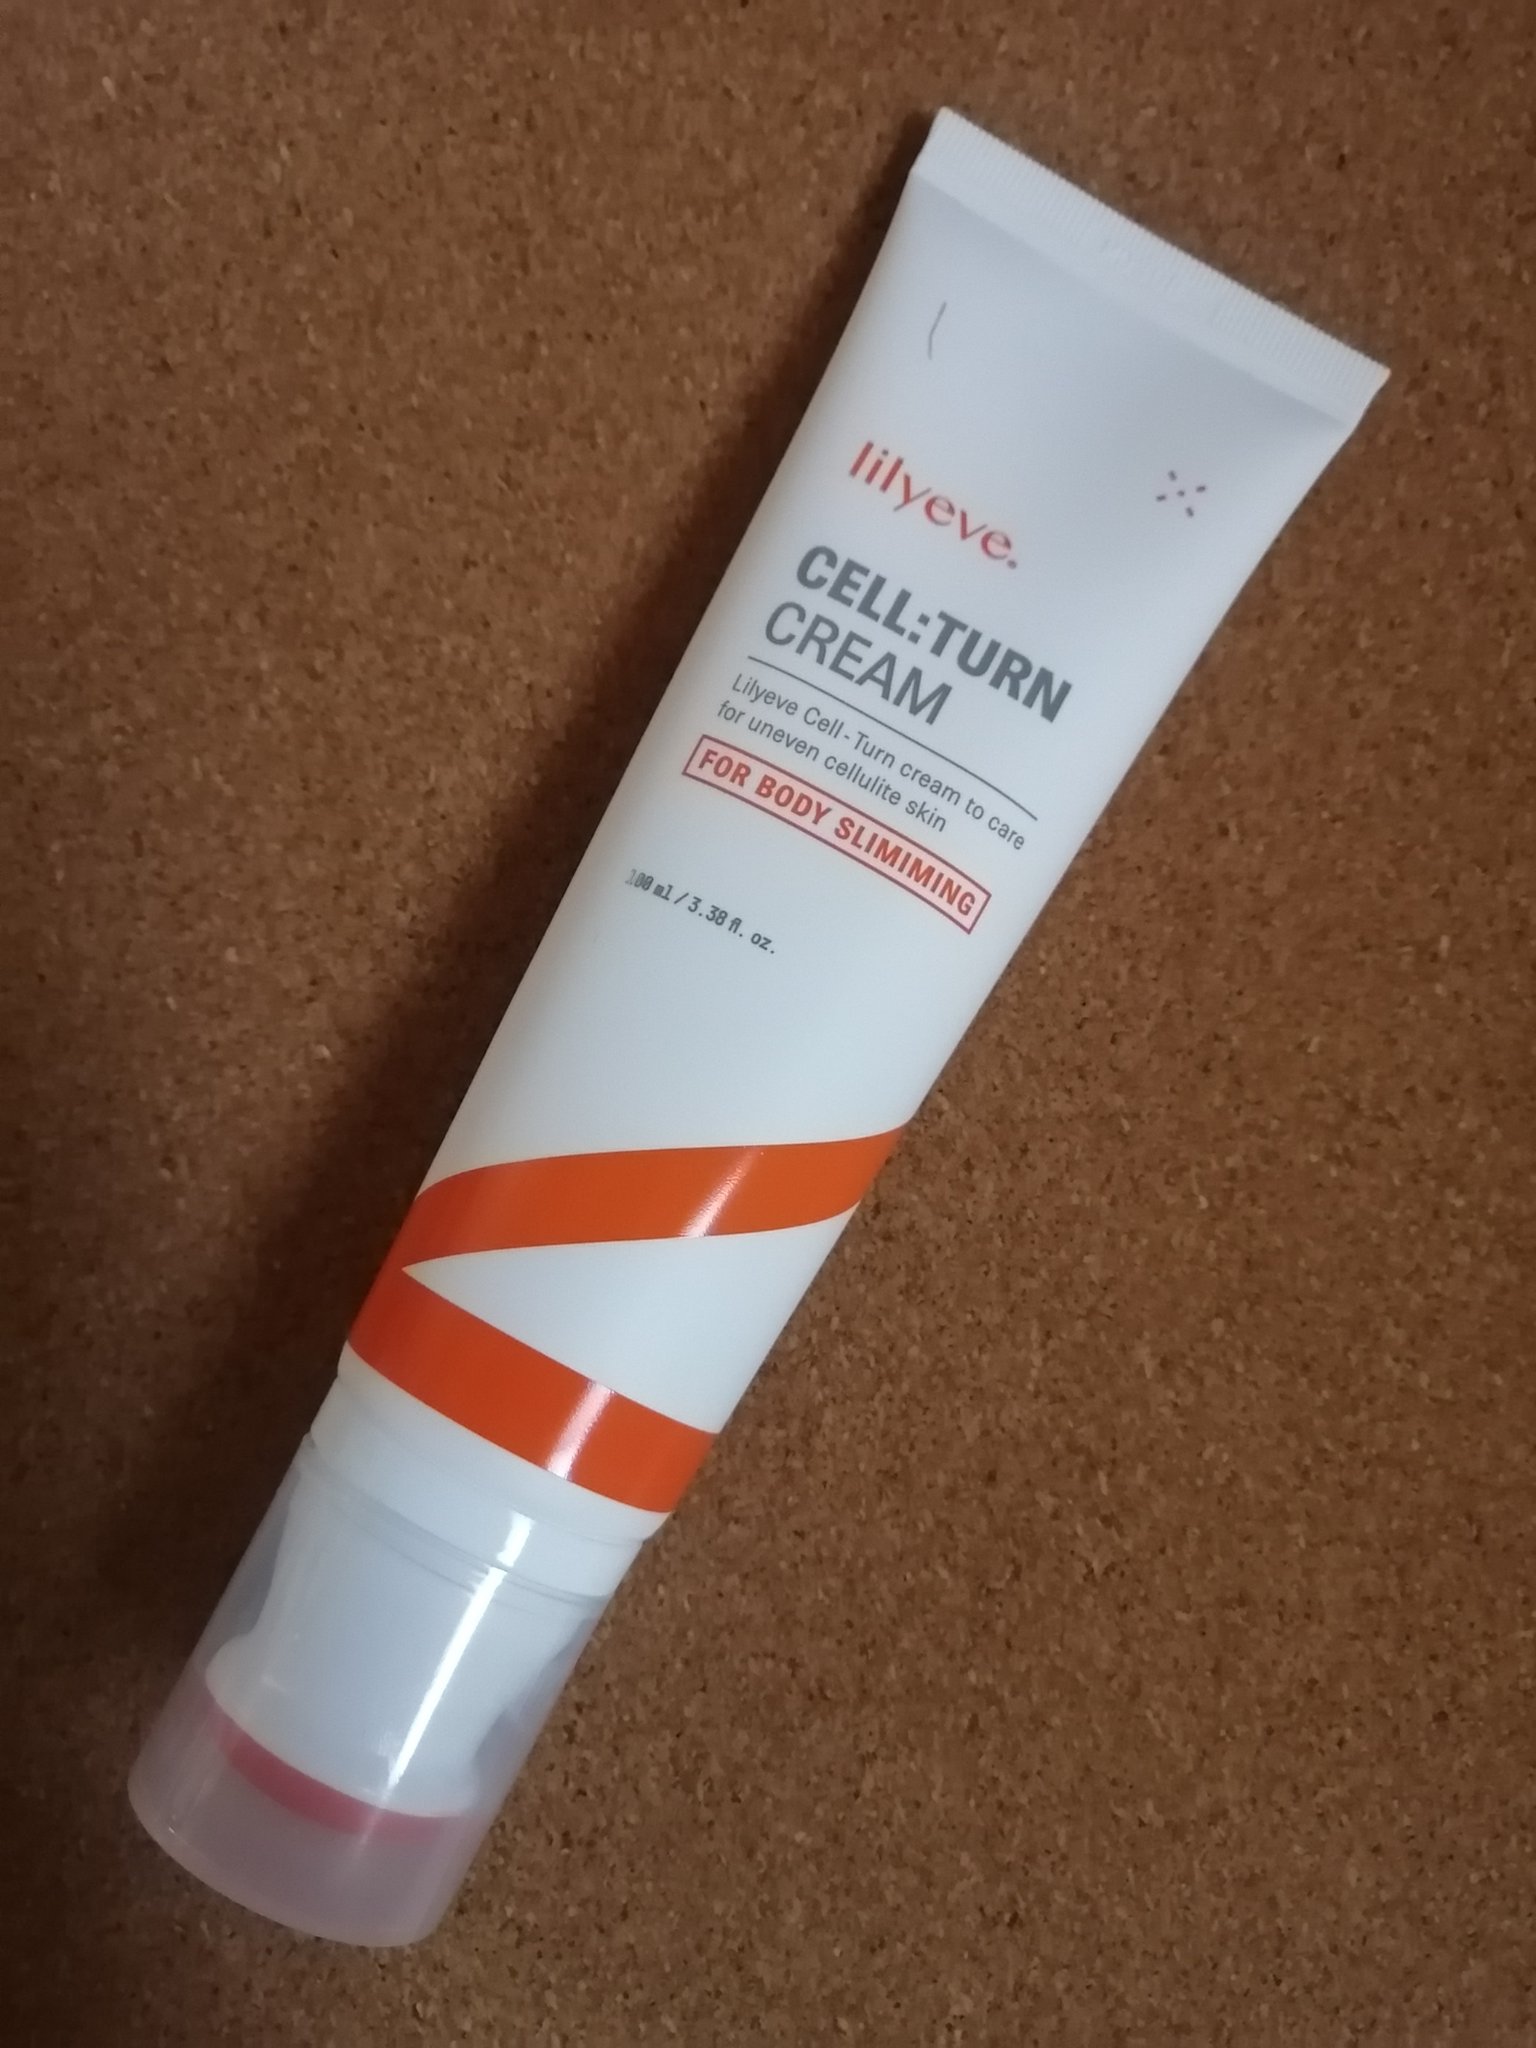 lilyeve.
CELL:TURN
CREAM
Lilyeve Cell-Turn cream to care
for uneven cellulite skin
FOR BODY SLIMIMING
100 ml / 3.38 fl. oz.